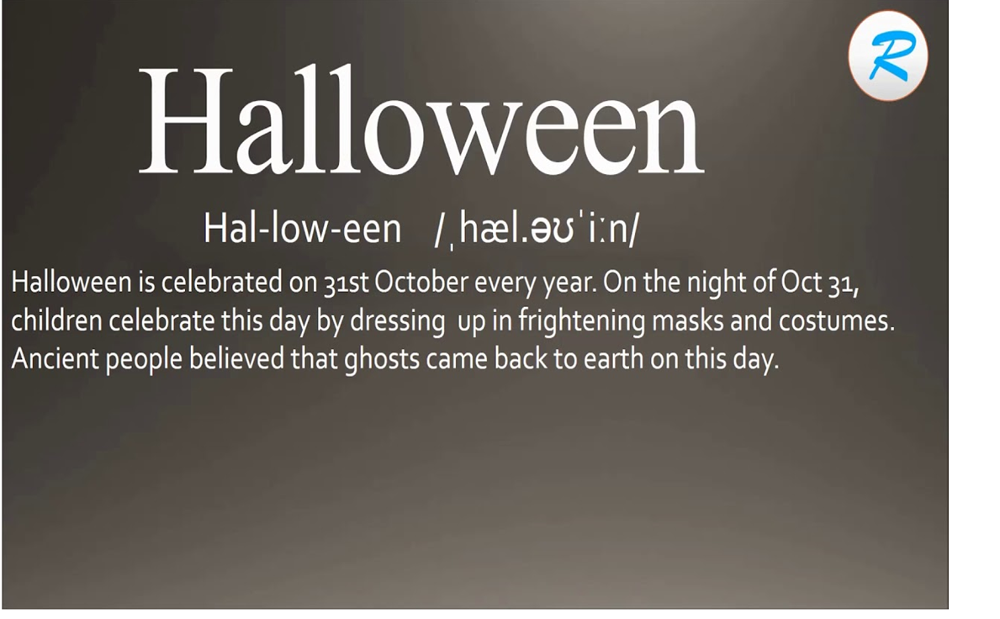 R
Halloween
Hal-low-een /ˌhæl.əʊˈiːn/
Halloween is celebrated on 31st October every year. On the night of Oct 31,
children celebrate this day by dressing  up in frightening masks and costumes.
Ancient people believed that ghosts came back to earth on this day.